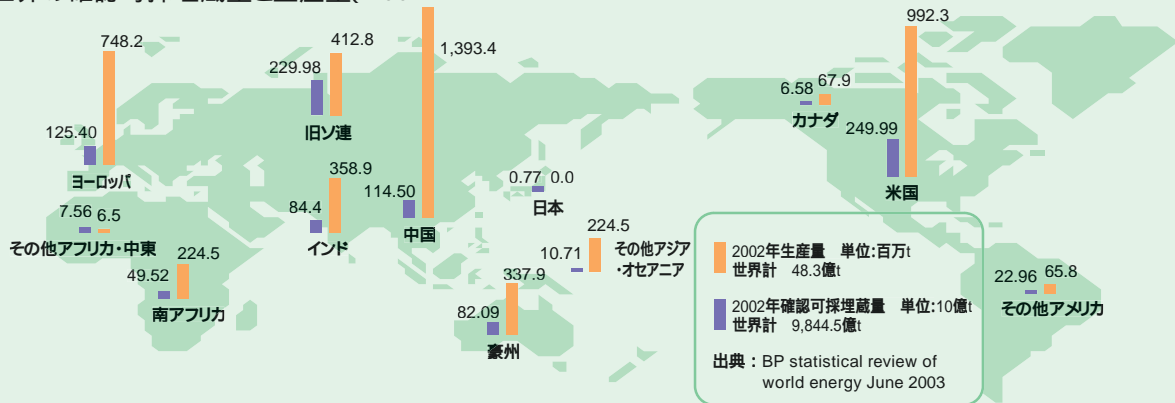 748.2
125.40
ヨーロッパ
412.8
229.98
旧ソ連
1,393.4
114.50
中国
358.9
84.4
インド
7.56 6.5
その他アフリカ・中東
224.5
49.52
南アフリカ
0.77 0.0
日本
224.5
10.71
その他アジア
・オセアニア
337.9
82.09
豪州
6.58 67.9
カナダ
992.3
249.99
米国
22.96 65.8
その他アメリカ
2002年生産量 単位:百万t
世界計 48.3億t
2002年確認可採埋蔵量 単位:10億t
世界計 9,844.5億t
出典：BP statistical review of
world energy June 2003